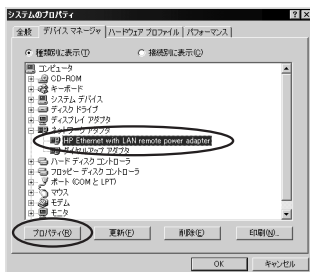 システムのプロパティ
全般 デバイス マネージャ ハードウェア プロファイル パフォーマンス
種類別に表示(T) 接続別に表示(C)
コンピュータ
CD-ROM
キーボード
システム デバイス
ディスク ドライブ
ディスプレイ アダプタ
ネットワーク アダプタ
HP Ethernet with LAN remote power adapter
ダイヤルアップ アダプタ
ハード ディスク コントローラ
フロッピー ディスク コントローラ
ポート (COM と LPT)
マウス
モデム
モニタ
プロパティ(R) 更新(F) 削除(E) 印刷(N)...
OK キャンセル